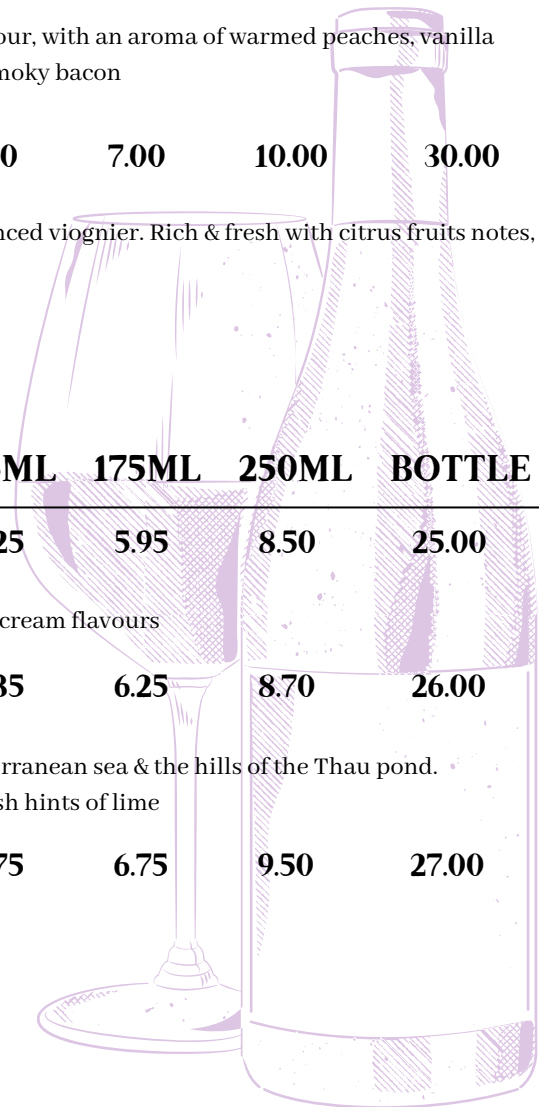 our, with an aroma of warmed peaches, vanilla
moky bacon
0 7.00 10.00 30.00
nced viognier. Rich & fresh with citrus fruits notes,
ML 175ML 250ML BOTTLE
25 5.95 8.50 25.00
cream flavours
35 6.25 8.70 26.00
rranean sea & the hills of the Thau pond.
sh hints of lime
75 6.75 9.50 27.00